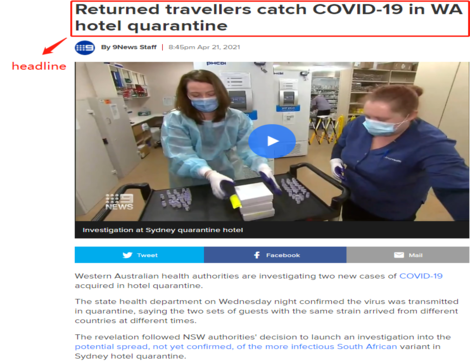 Returned travellers catch COVID-19 in WA
hotel quarantine
headline
9 By 9News Staff | 8:45pm Apr 21, 2021
9NEWS
Investigation at Sydney quarantine hotel
Tweet
Facebook
Mail
Western Australian health authorities are investigating two new cases of COVID-19
acquired in hotel quarantine.
The state health department on Wednesday night confirmed the virus was transmitted
in quarantine, saying the two sets of guests with the same strain arrived from different
countries at different times.
The revelation followed NSW authorities' decision to launch an investigation into the
potential spread, not yet confirmed, of the more infectious South African variant in
Sydney hotel quarantine.